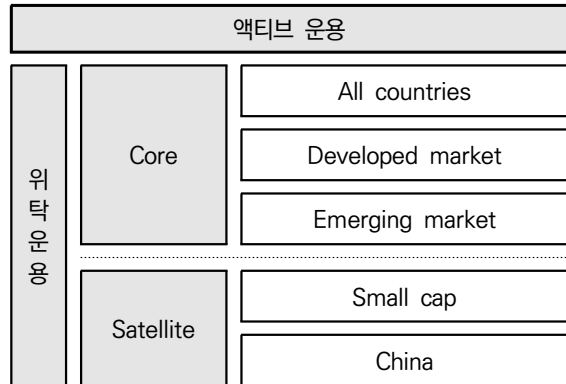 액티브 운용
위
탁
운
용
Core
All countries
Developed market
Emerging market
Satellite
Small cap
China